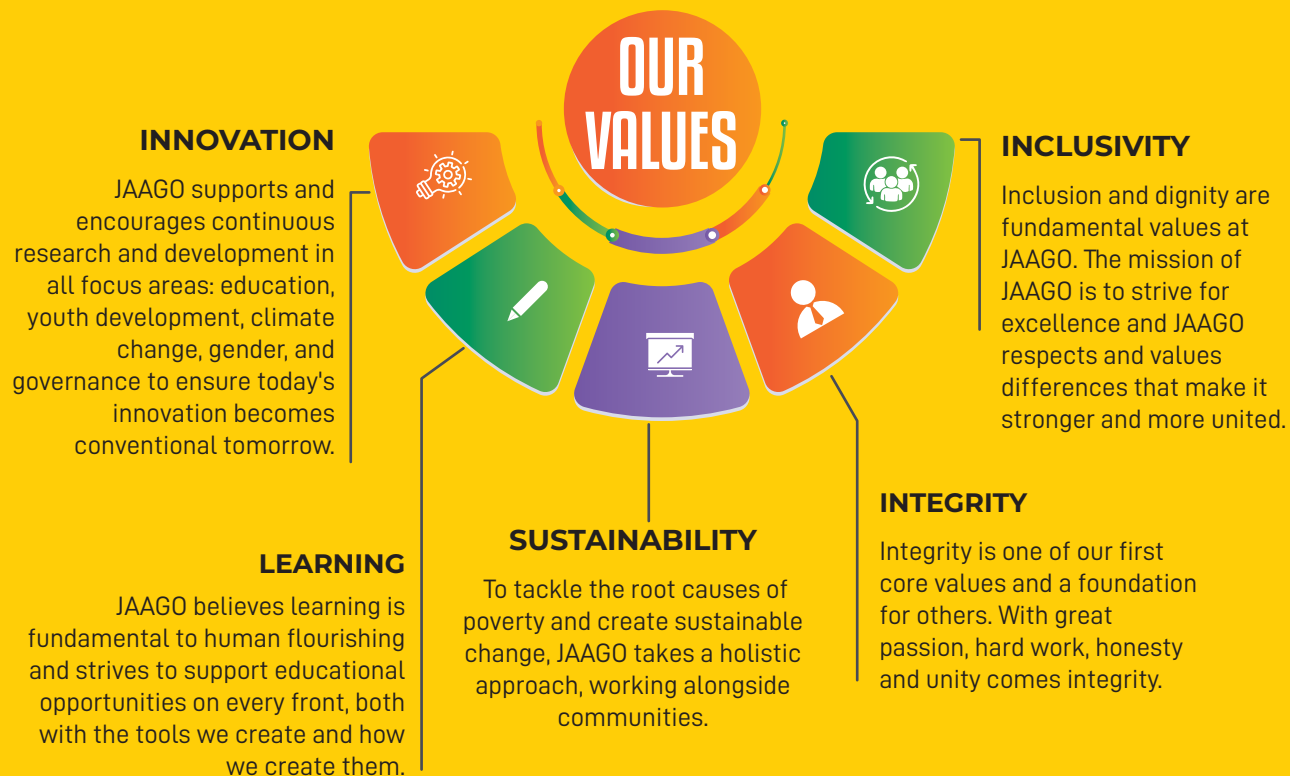 OUR
VALUES
INNOVATION
JAAGO supports and
encourages continuous
research and development in
all focus areas: education,
youth development, climate
change, gender, and
governance to ensure today's
innovation becomes
conventional tomorrow.
LEARNING
JAAGO believes learning is
fundamental to human flourishing
and strives to support educational
opportunities on every front, both
with the tools we create and how
we create them.
SUSTAINABILITY
To tackle the root causes of
poverty and create sustainable
change, JAAGO takes a holistic
approach, working alongside
communities.
INTEGRITY
Integrity is one of our first
core values and a foundation
for others. With great
passion, hard work, honesty
and unity comes integrity.
INCLUSIVITY
Inclusion and dignity are
fundamental values at
JAAGO. The mission of
JAAGO is to strive for
excellence and JAAGO
respects and values
differences that make it
stronger and more united.